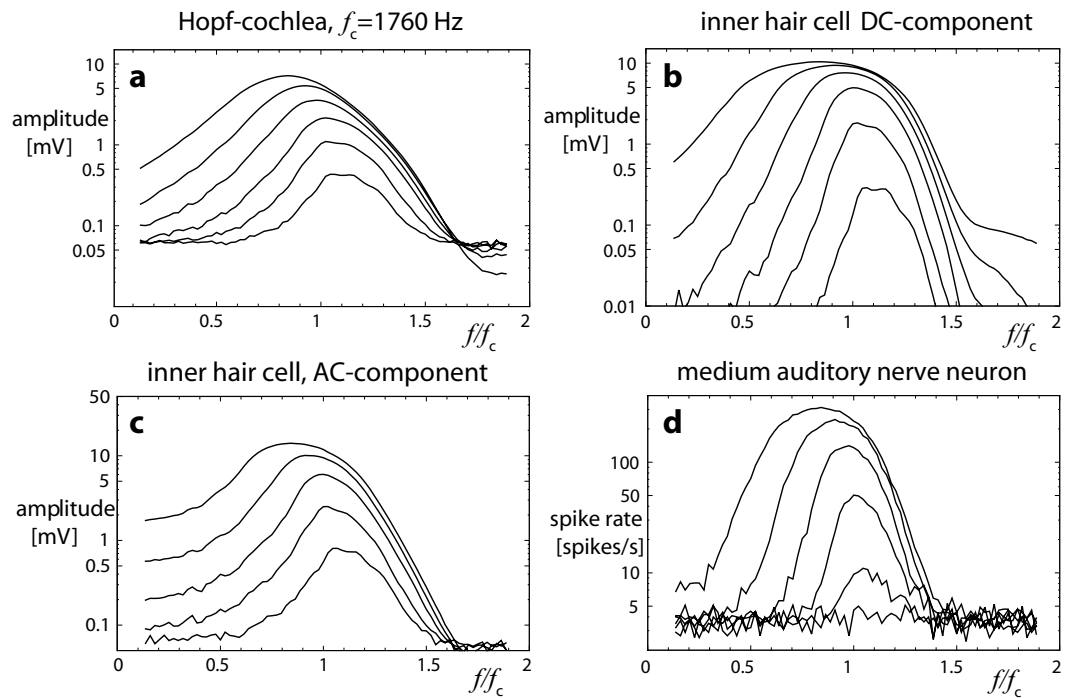 Hopf-cochlea, fc=1760 Hz
a
amplitude
[mV]
10
5
1
0.5
0.1
0.05
0
0.5
1
1.5
2
f/fc
inner hair cell DC-component
b
amplitude
[mV]
10
5
1
0.5
0.1
0.05
0.01
0
0.5
1
1.5
2
f/fc
inner hair cell, AC-component
c
amplitude
[mV]
50
10
5
1
0.5
0.1
0
0.5
1
1.5
2
f/fc
medium auditory nerve neuron
d
spike rate
[spikes/s]
100
50
10
5
0
0.5
1
1.5
2
f/fc